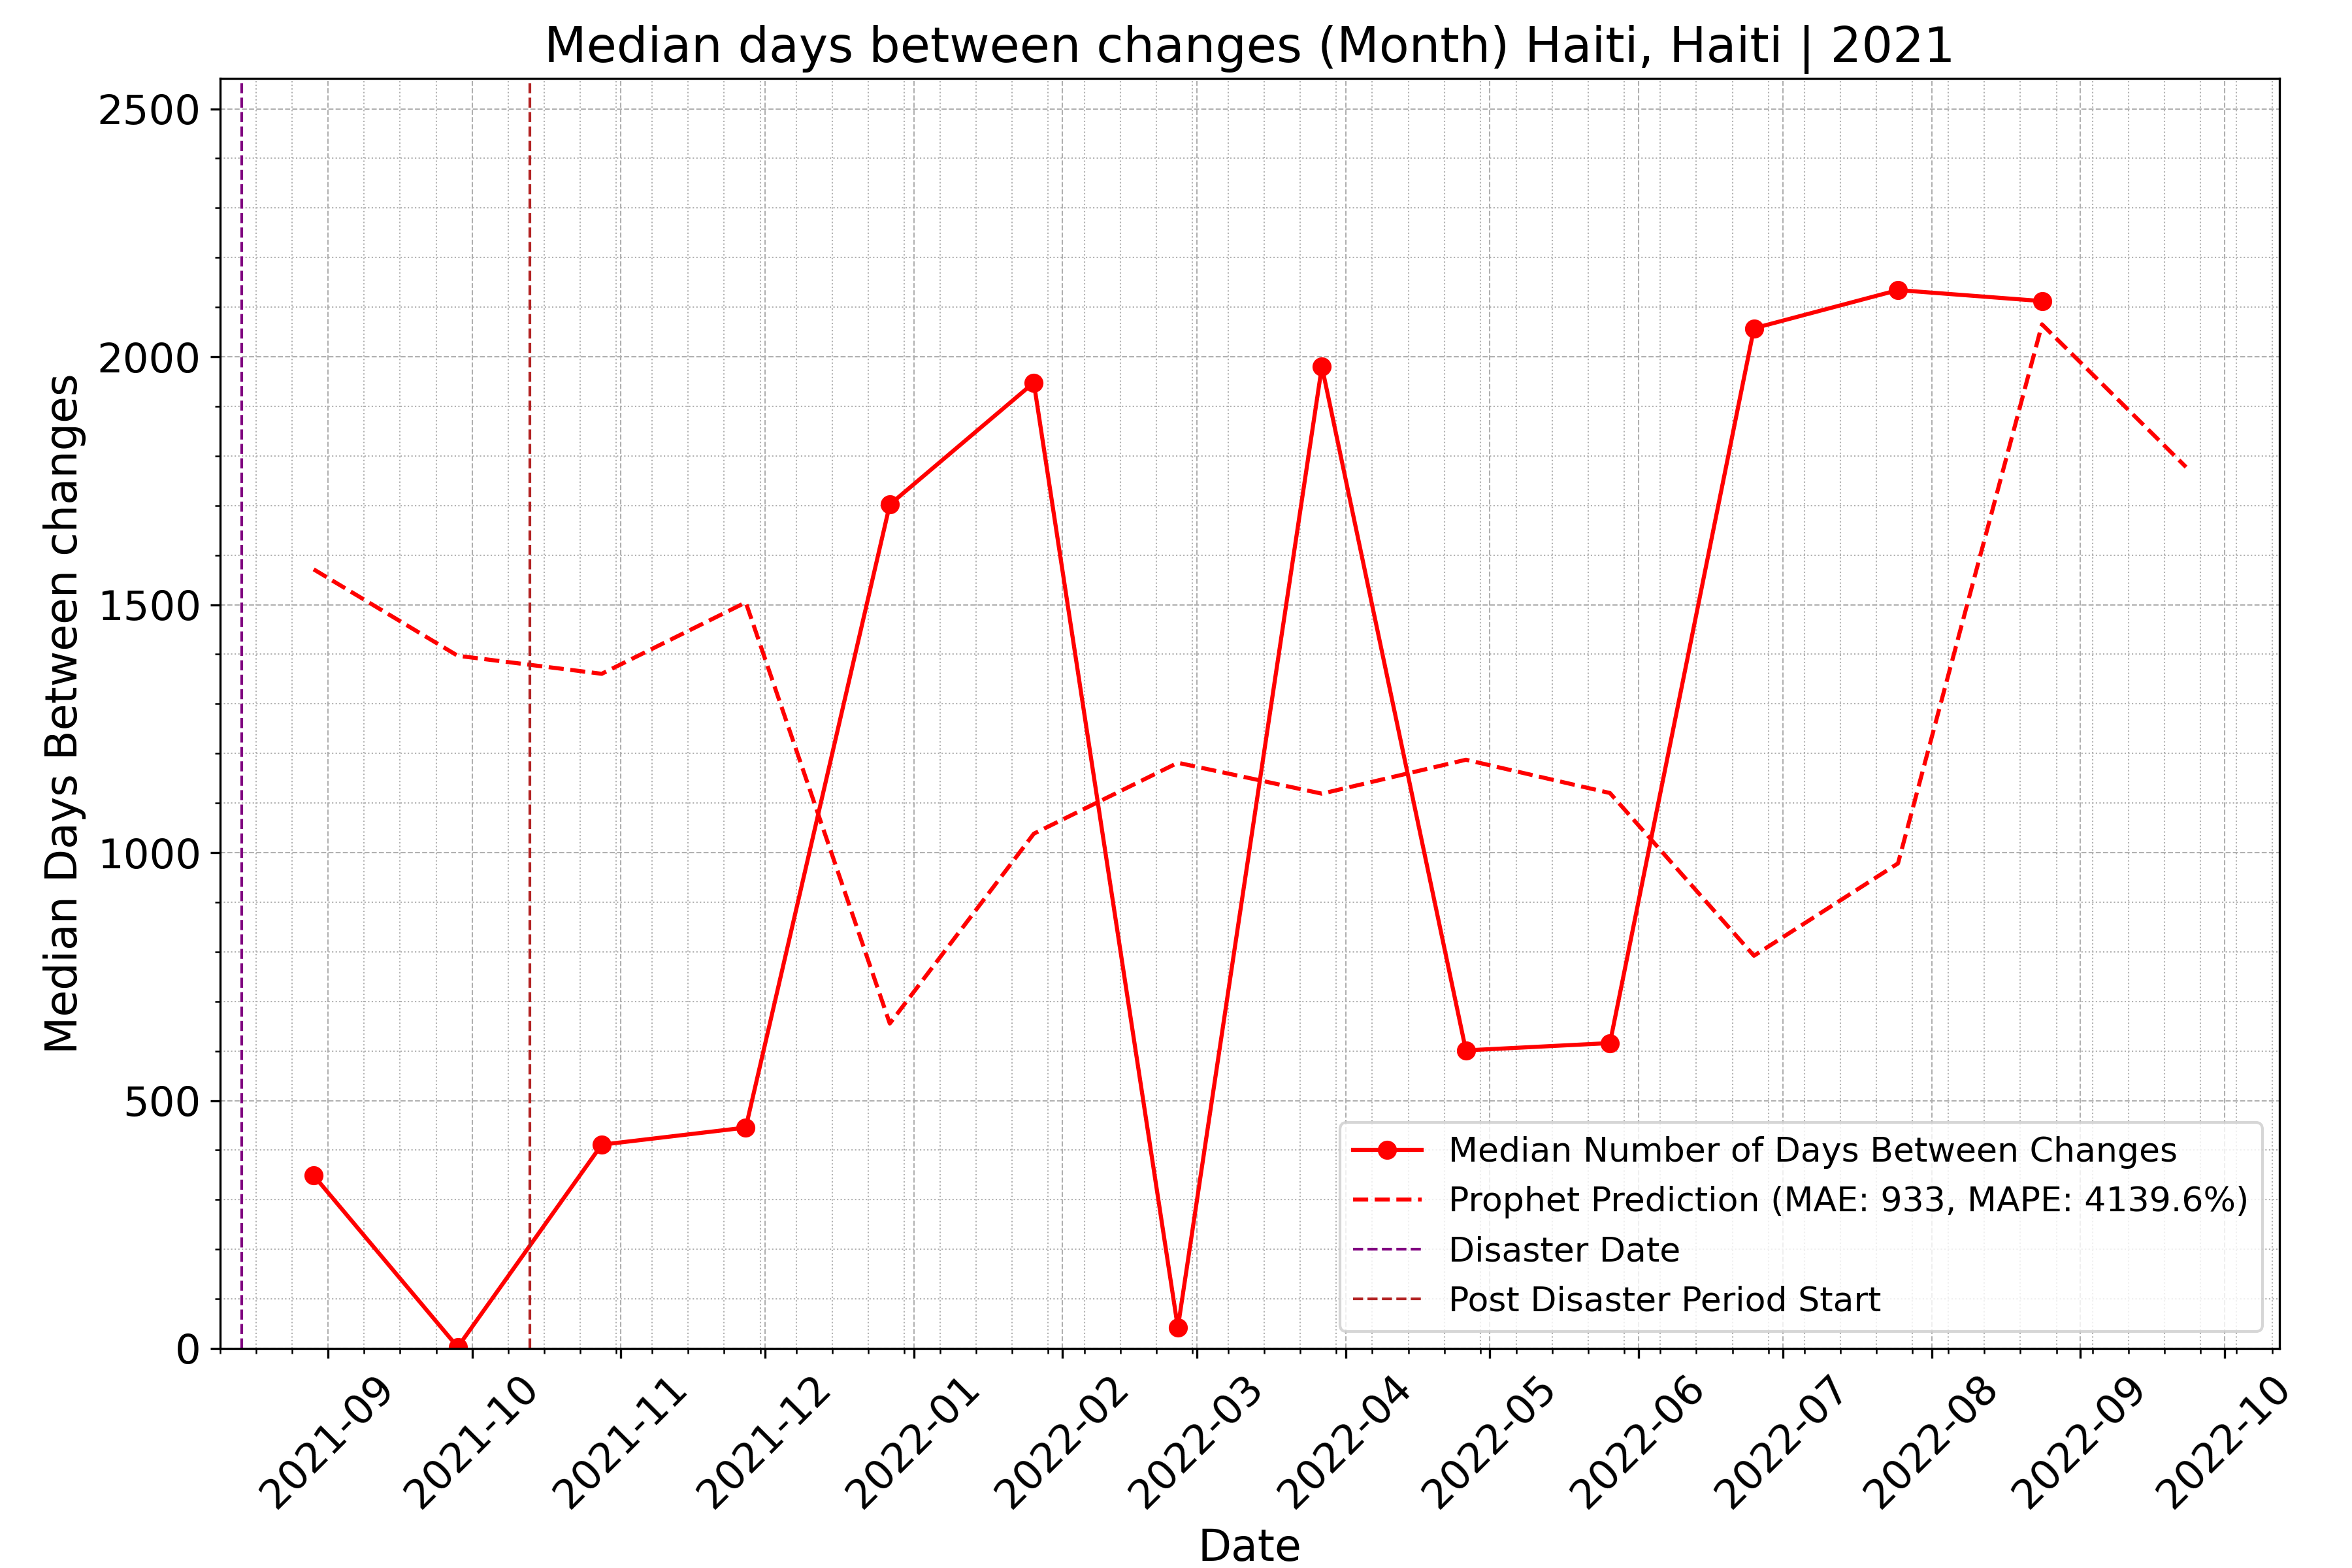 Median days between changes (Month) Haiti, Haiti | 2021
Median Days Between changes
2500
2000
1500
1000
500
0
Median Number of Days Between Changes
Prophet Prediction (MAE: 933, MAPE: 4139.6%)
Disaster Date
Post Disaster Period Start
2021-09
2021-10
2021-11
2021-12
2022-01
2022-02
2022-03
2022-04
2022-05
2022-06
2022-07
2022-08
2022-09
2022-10
Date